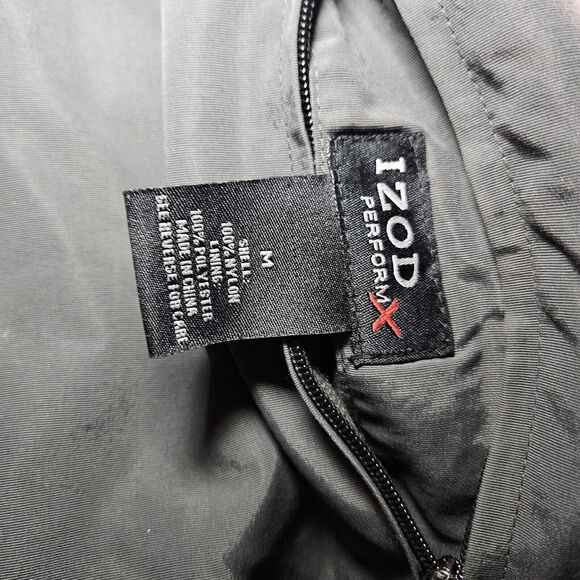 IZOD
PERFORMX
M
SHELL:
100% NYLON
LINING:
100% POLYESTER
MADE IN CHINA
SEE REVERSE FOR CARE